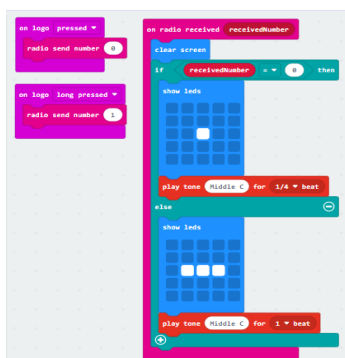 on logo pressed
radio send number 0
on logo long pressed
radio send number 1
on radio received receivedNumber
clear screen
if receivedNumber = 0 then
show leds
play tone Middle C for 1/4 beat
else
show leds
play tone Middle C for 1 beat